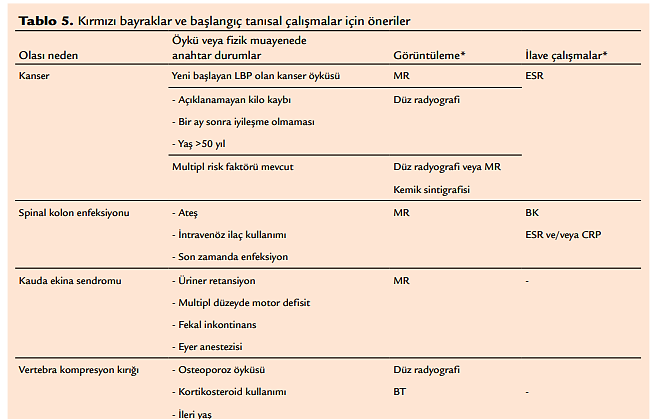 Tablo 5. Kırmızı bayraklar ve başlangıç tanısal çalışmalar için öneriler
Olası neden	Öykü veya fizik muayenede anahtar durumlar	Görüntüleme*	İlave çalışmalar*
Kanser	Yeni başlayan LBP olan kanser öyküsü	MR	ESR
- Açıklanamayan kilo kaybı	Düz radyografi
- Bir ay sonra iyileşme olmaması
- Yaş >50 yıl
Multipl risk faktörü mevcut	Düz radyografi veya MR
Kemik sintigrafisi
Spinal kolon enfeksiyonu	- Ateş	MR	BK
- İntravenöz ilaç kullanımı	ESR ve/veya CRP
- Son zamanda enfeksiyon
Kauda ekina sendromu	- Üriner retansiyon	MR	-
- Multipl düzeyde motor defisit
- Fekal inkontinans
- Eyer anestezisi
Vertebra kompresyon kırığı	- Osteoporoz öyküsü	Düz radyografi
- Kortikosteroid kullanımı	BT	-
- İleri yaş